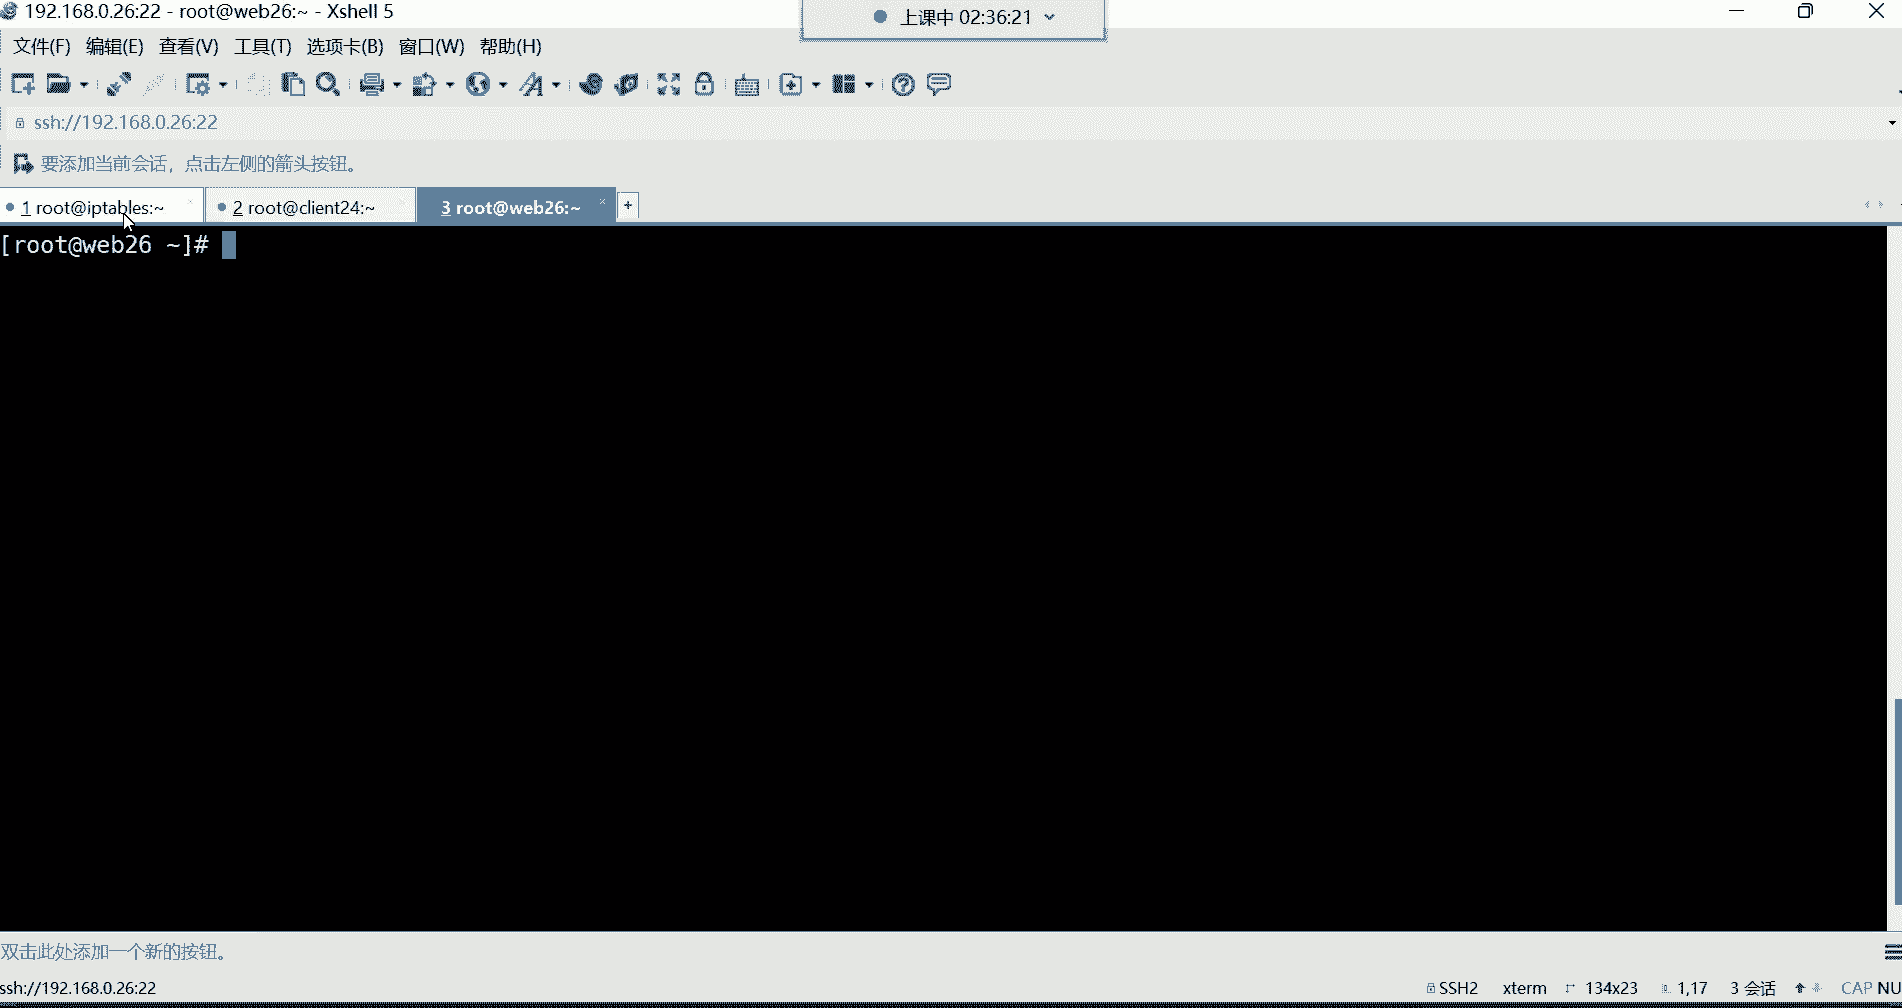 192.168.0.26:22 - root@web26:~ - Xshell 5
上课中 02:36:21
文件(F) 编辑(E) 查看(V) 工具(T) 选项卡(B) 窗口(W) 帮助(H)
ssh://192.168.0.26:22
要添加当前会话，点击左侧的箭头按钮。
1 root@iptables:~ 2 root@client24:~ 3 root@web26:~ +
[root@web26 ~]#
双击此处添加一个新的按钮。
ssh://192.168.0.26:22 SSH2 xterm 134x23 1,17 3 会话 CAP NU